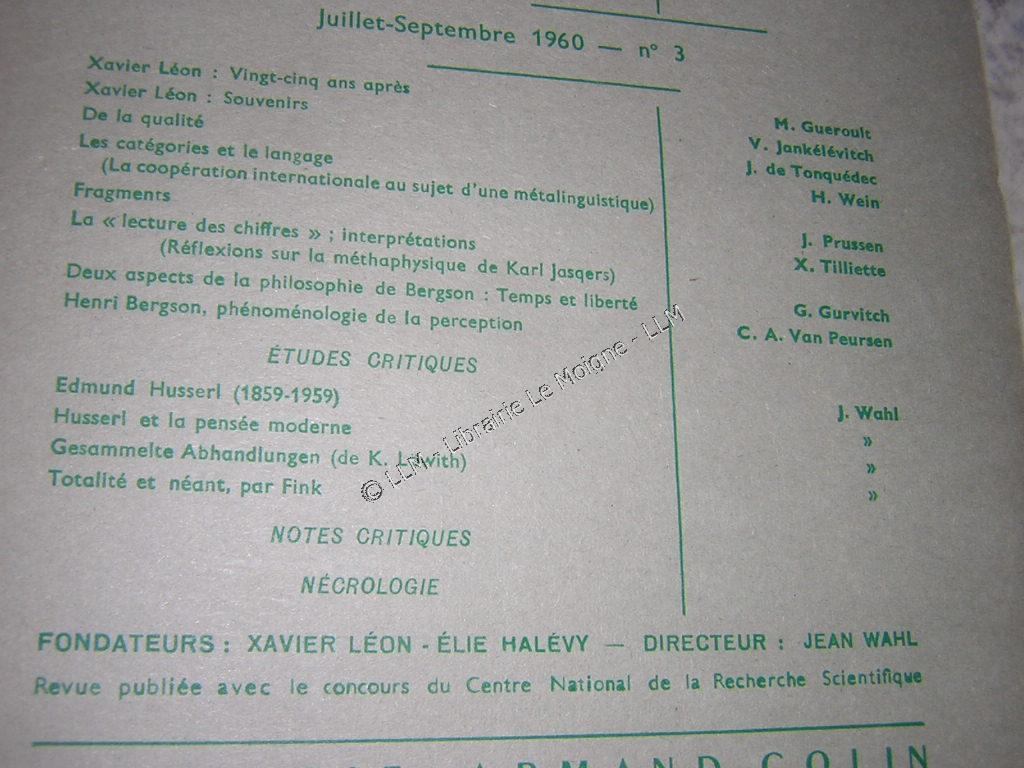 Juillet-Septembre 1960 — n° 3
Xavier Léon : Vingt-cinq ans après M. Gueroult
Xavier Léon : Souvenirs V. Jankélévitch
De la qualité J. de Tonquédec
Les catégories et le langage H. Wein
(La coopération internationale au sujet d'une métalinguistique)
Fragments J. Prussen
La « lecture des chiffres » ; interprétations X. Tilliette
(Réflexions sur la méthaphysique de Karl Jasqers)
Deux aspects de la philosophie de Bergson : Temps et liberté G. Gurvitch
Henri Bergson, phénoménologie de la perception C. A. Van Peursen
ÉTUDES CRITIQUES
Edmund Husserl (1859-1959) J. Wahl
Husserl et la pensée moderne »
Gesammelte Abhandlungen (de K. Löwith) »
Totalité et néant, par Fink »
NOTES CRITIQUES
NÉCROLOGIE
FONDATEURS : XAVIER LÉON - ÉLIE HALÉVY — DIRECTEUR : JEAN WAHL
Revue publiée avec le concours du Centre National de la Recherche Scientifique
ARMAND COLIN
© LLM - Librairie Le Moigne - LLM